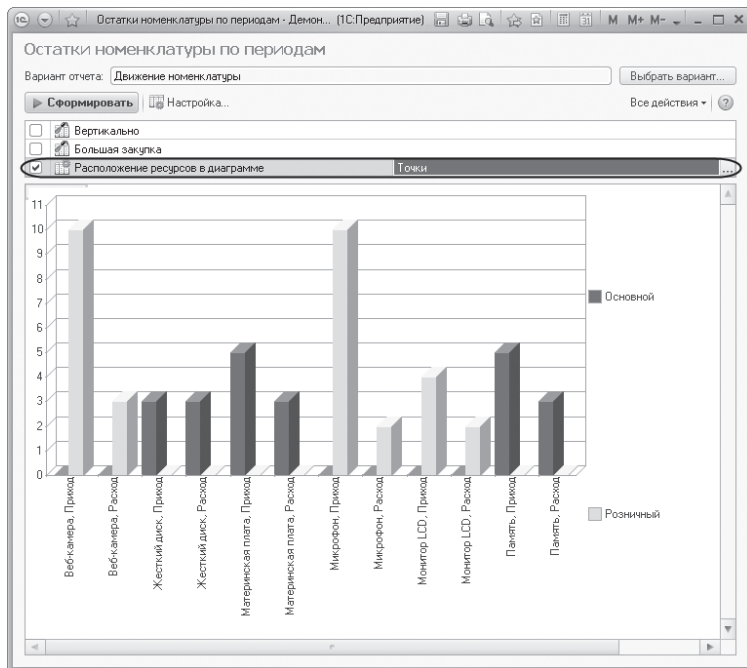 1С Остатки номенклатуры по периодам - Демон... (1С:Предприятие) M M+ M-
Остатки номенклатуры по периодам
Вариант отчета: Движение номенклатуры Выбрать вариант...
Сформировать Настройка... Все действия ?
Вертикально
Большая закупка
Расположение ресурсов в диаграмме Точки ...
11
10
9
8
7
6
5
4
3
2
1
0
Основной
Розничный
Веб-камера, Приход
Веб-камера, Расход
Жесткий диск, Приход
Жесткий диск, Расход
Материнская плата, Приход
Материнская плата, Расход
Микрофон, Приход
Микрофон, Расход
Монитор LCD, Приход
Монитор LCD, Расход
Память, Приход
Память, Расход